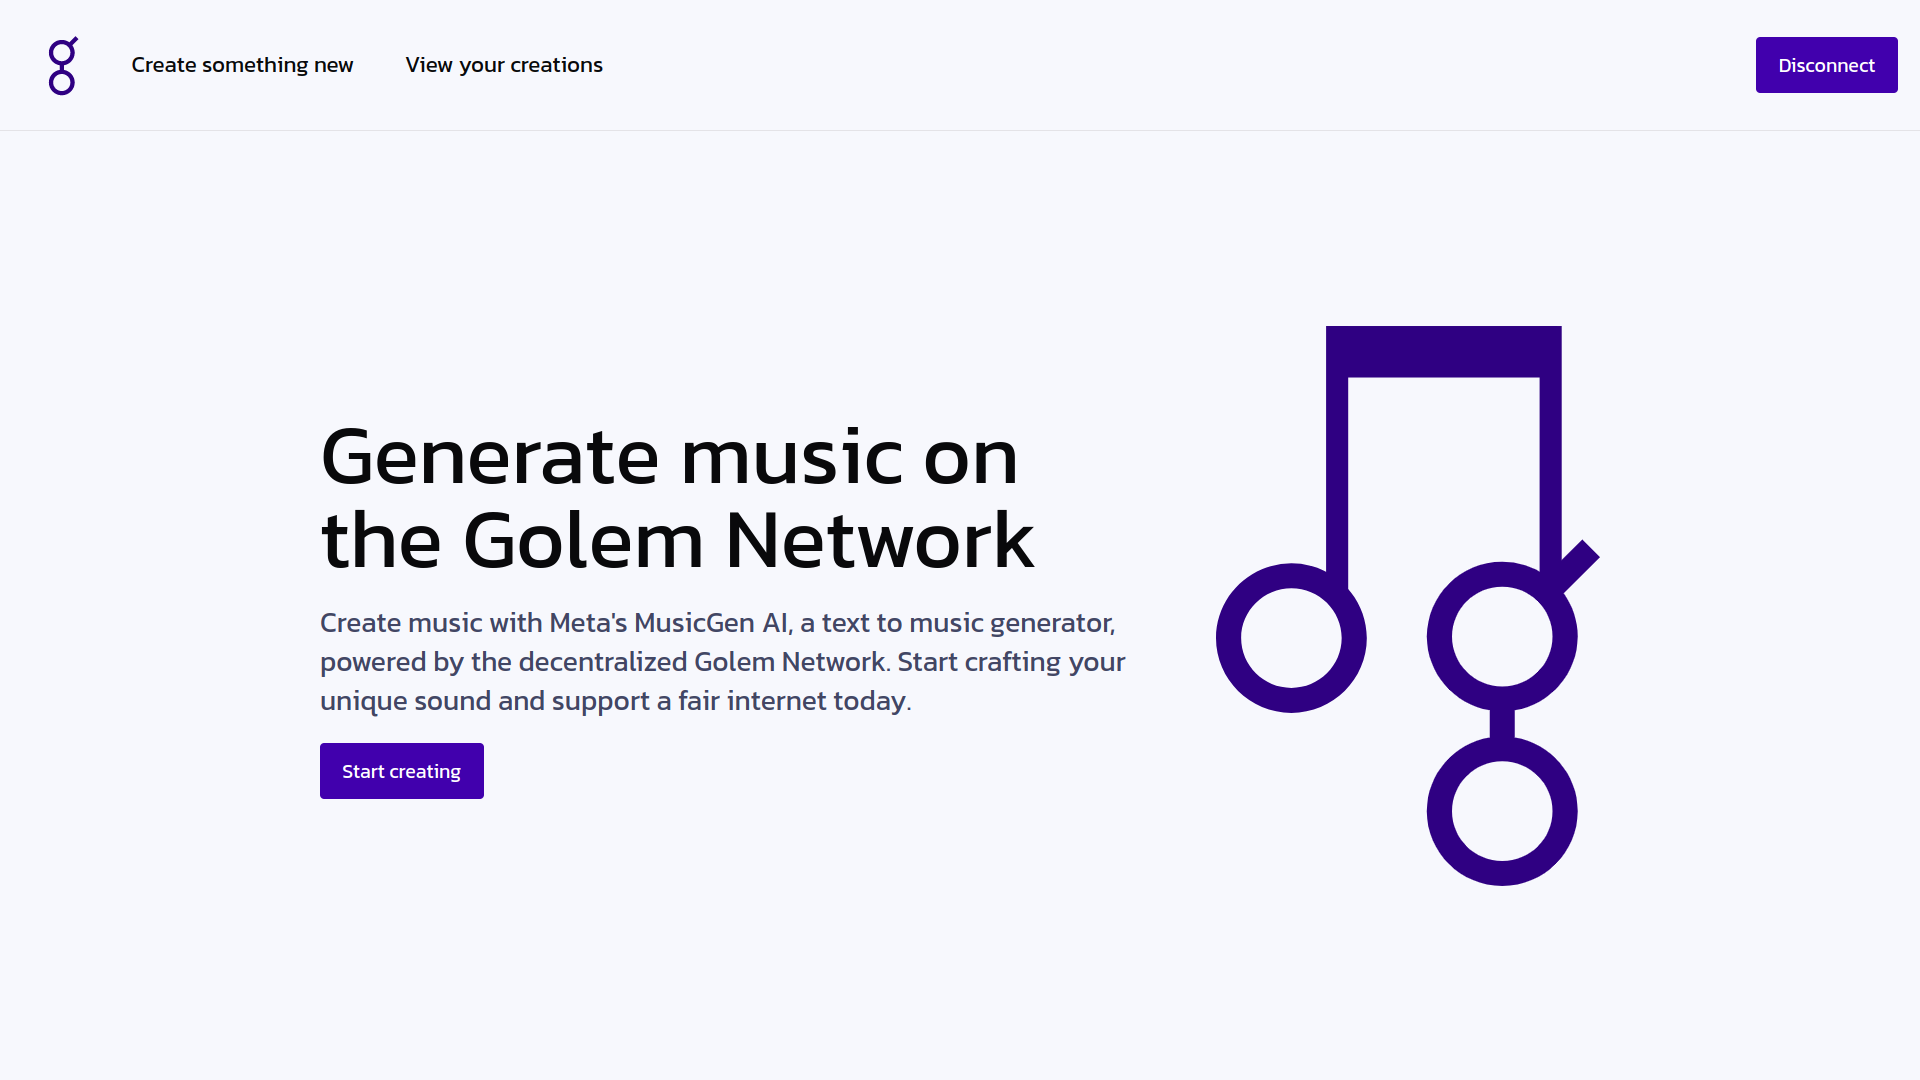 Create something new
View your creations
Disconnect
Generate music on
the Golem Network
Create music with Meta's MusicGen AI, a text to music generator,
powered by the decentralized Golem Network. Start crafting your
unique sound and support a fair internet today.
Start creating